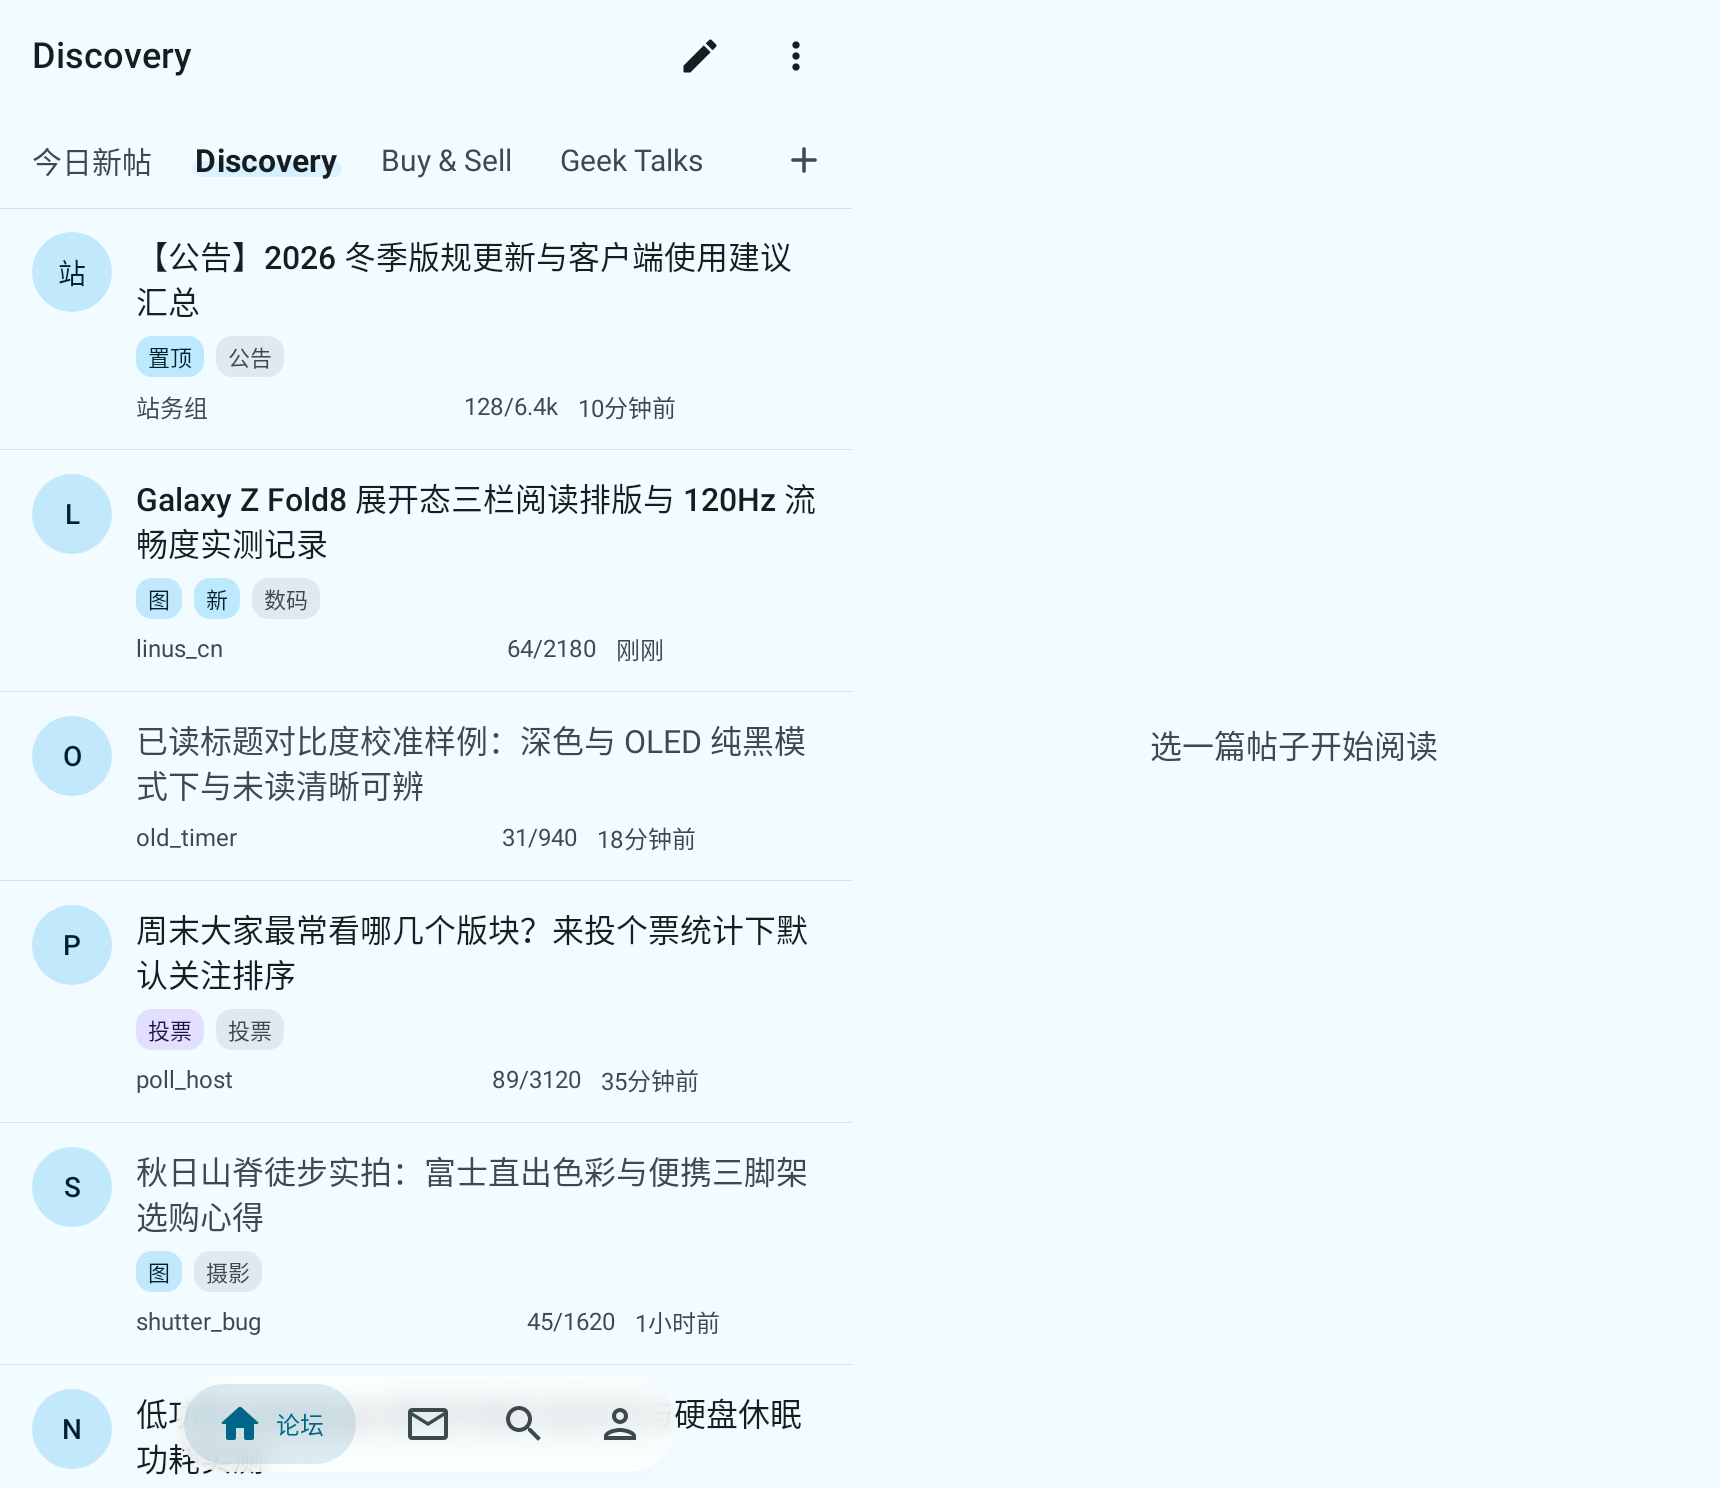 Discovery
今日新帖 Discovery Buy & Sell Geek Talks
站
【公告】2026 冬季版规更新与客户端使用建议
汇总
置顶 公告
站务组 128/6.4k 10分钟前
L
Galaxy Z Fold8 展开态三栏阅读排版与 120Hz 流
畅度实测记录
图 新 数码
linus_cn 64/2180 刚刚
O
已读标题对比度校准样例：深色与 OLED 纯黑模
式下与未读清晰可辨
old_timer 31/940 18分钟前
P
周末大家最常看哪几个版块？来投个票统计下默
认关注排序
投票 投票
poll_host 89/3120 35分钟前
S
秋日山脊徒步实拍：富士直出色彩与便携三脚架
选购心得
图 摄影
shutter_bug 45/1620 1小时前
N
低功 与硬盘休眠
功耗实测
论坛
选一篇帖子开始阅读